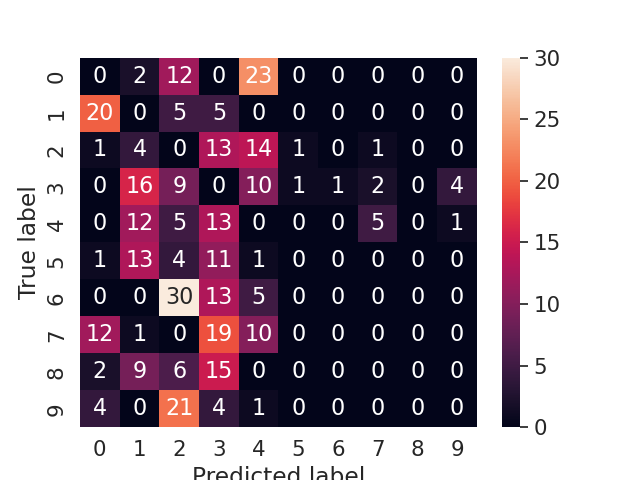 0 0 2 12 0 23 0 0 0 0 0
1 20 0 5 5 0 0 0 0 0 0
2 1 4 0 13 14 1 0 1 0 0
3 0 16 9 0 10 1 1 2 0 4
4 0 12 5 13 0 0 0 5 0 1
5 1 13 4 11 1 0 0 0 0 0
6 0 0 30 13 5 0 0 0 0 0
7 12 1 0 19 10 0 0 0 0 0
8 2 9 6 15 0 0 0 0 0 0
9 4 0 21 4 1 0 0 0 0 0
0 1 2 3 4 5 6 7 8 9
True label
Predicted label
30
25
20
15
10
5
0